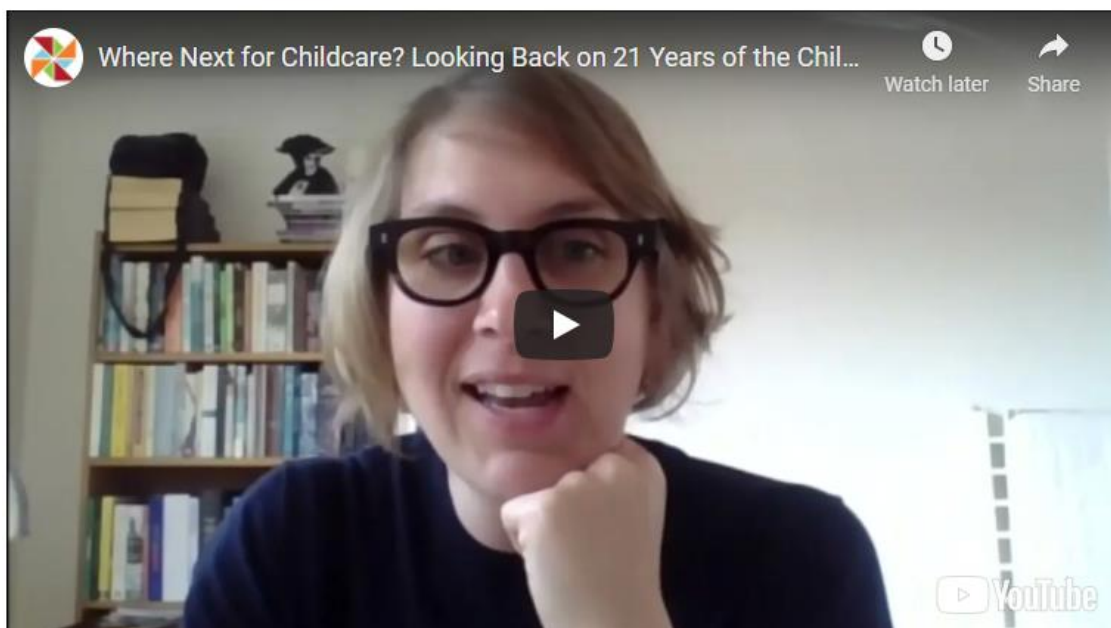 Where Next for Childcare? Looking Back on 21 Years of the Chil...
Watch later
Share
YouTube